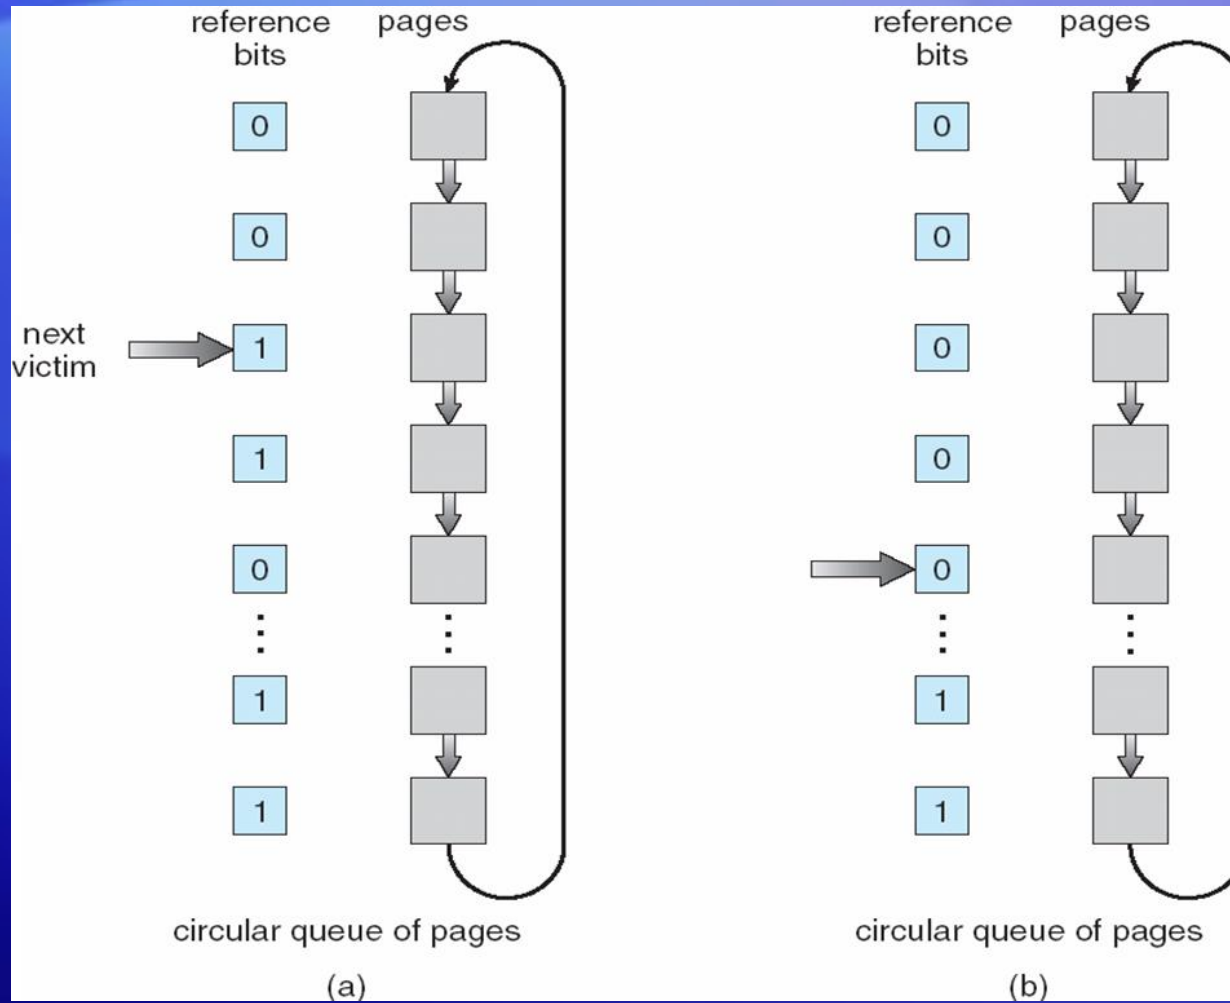 reference pages
bits
0
0
next
victim
1
1
0
1
1
circular queue of pages
(a)
reference pages
bits
0
0
0
0
0
1
1
circular queue of pages
(b)